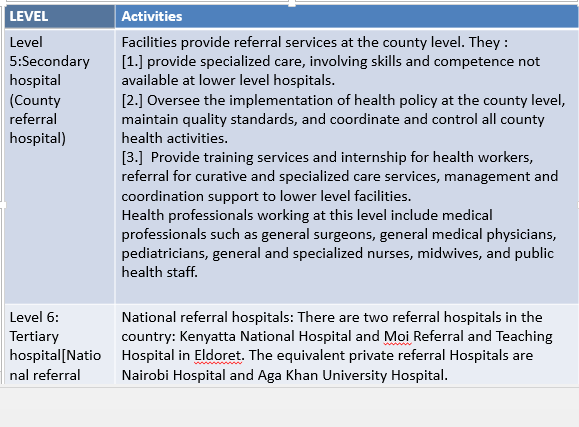 LEVEL
Activities
Level
5:Secondary
hospital
(County
referral
hospital)
Facilities provide referral services at the county level. They :
[1.] provide specialized care, involving skills and competence not
available at lower level hospitals.
[2.] Oversee the implementation of health policy at the county level,
maintain quality standards, and coordinate and control all county
health activities.
[3.]  Provide training services and internship for health workers,
referral for curative and specialized care services, management and
coordination support to lower level facilities.
Health professionals working at this level include medical
professionals such as general surgeons, general medical physicians,
pediatricians, general and specialized nurses, midwives, and public
health staff.
Level 6:
Tertiary
hospital[Natio
nal referral
National referral hospitals: There are two referral hospitals in the
country: Kenyatta National Hospital and Moi Referral and Teaching
Hospital in Eldoret. The equivalent private referral Hospitals are
Nairobi Hospital and Aga Khan University Hospital.